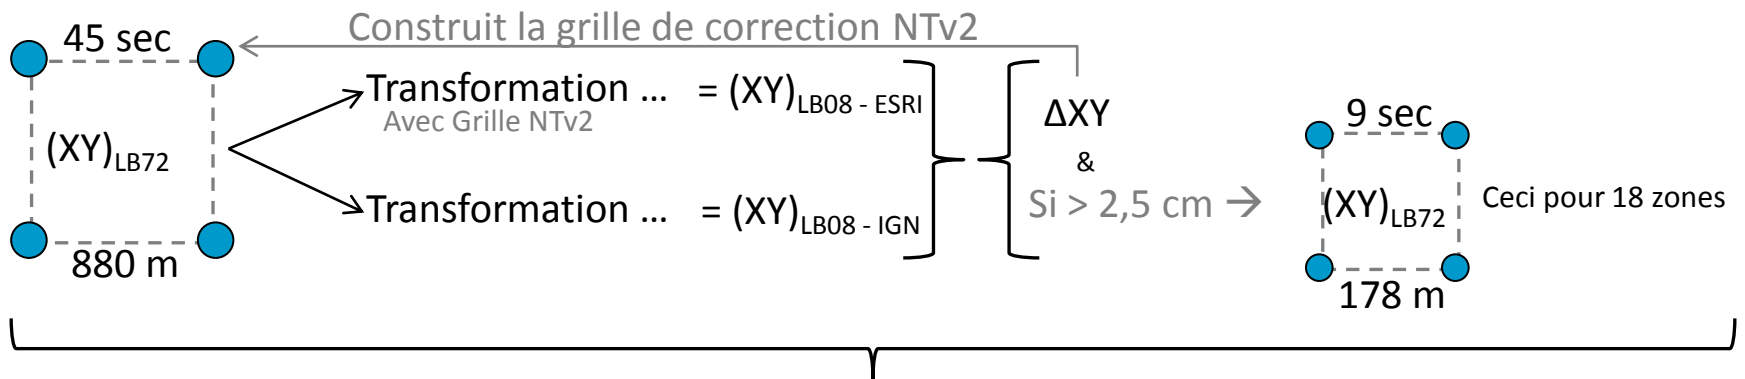 Construit la grille de correction NTv2
45 sec
(XY)LB72
880 m
Transformation ... = (XY)LB08 - ESRI
Avec Grille NTv2
Transformation ... = (XY)LB08 - IGN
ΔXY
&
Si > 2,5 cm →
9 sec
(XY)LB72
178 m
Ceci pour 18 zones